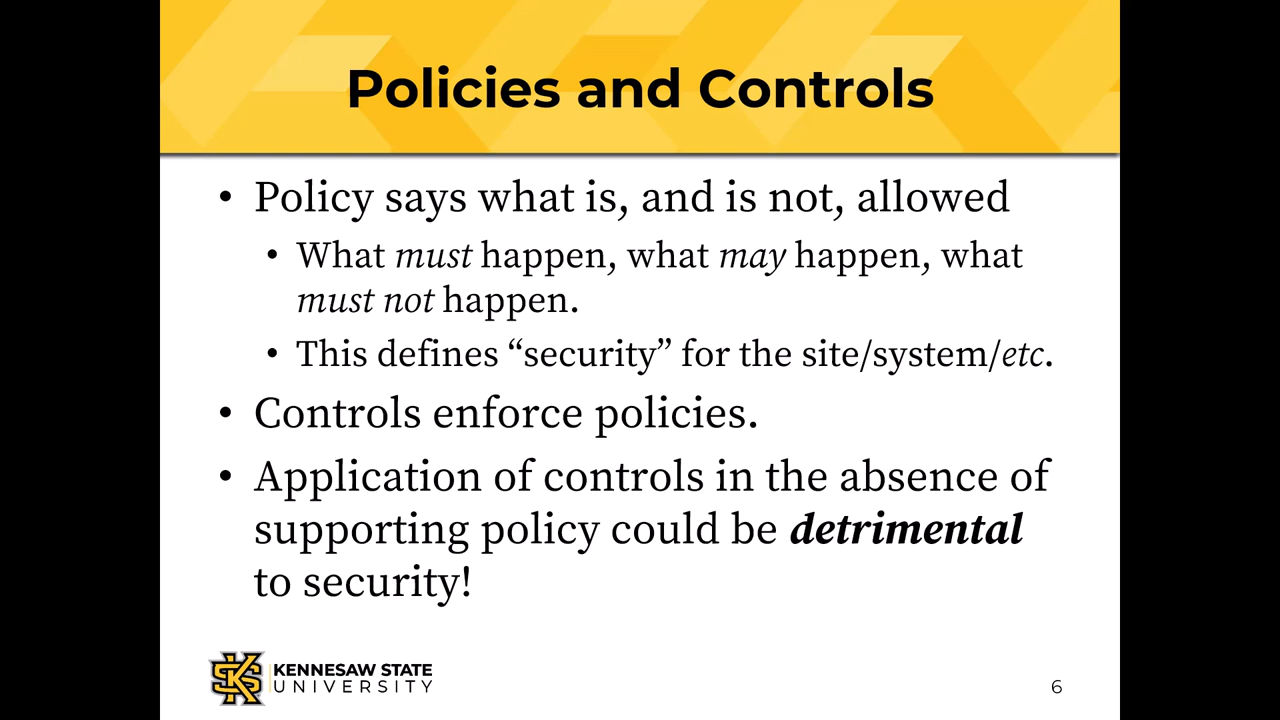 Policies and Controls
• Policy says what is, and is not, allowed
• What must happen, what may happen, what
must not happen.
• This defines “security” for the site/system/etc.
• Controls enforce policies.
• Application of controls in the absence of
supporting policy could be detrimental
to security!
KENNESAW STATE
UNIVERSITY
6